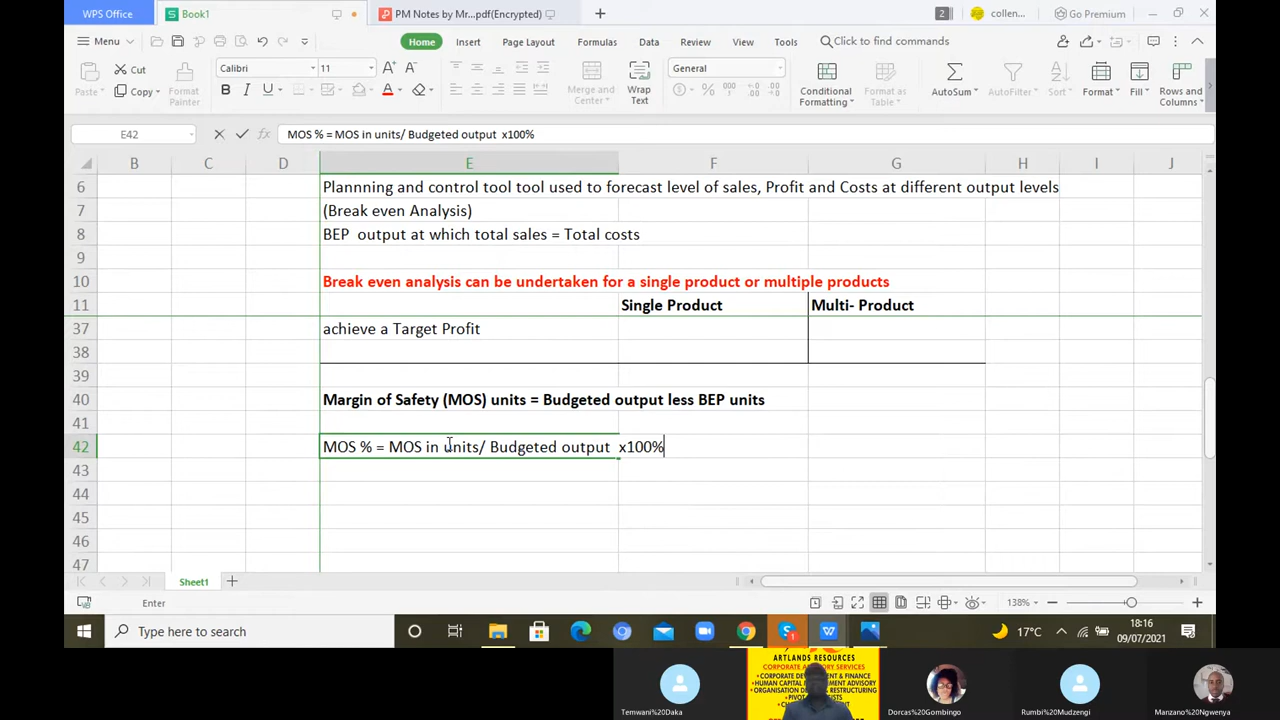 WPS Office
Book1
PM Notes by Mr...pdf(Encrypted)
+
2
collen...
Go Premium
Menu
Home
Insert
Page Layout
Formulas
Data
Review
View
Tools
Click to find commands
Paste
Cut
Copy
Format Painter
Calibri
11
A+
A-
B I U
Merge and Center
Wrap Text
General
Conditional Formatting
Format as Table
AutoSum
AutoFilter
Sort
Format
Fill
Rows and Columns
E42
fx
MOS % = MOS in units/ Budgeted output x100%
B C D E F G H I J
6 Plannning and control tool tool used to forecast level of sales, Profit and Costs at different output levels
7 (Break even Analysis)
8 BEP output at which total sales = Total costs
9
10 Break even analysis can be undertaken for a single product or multiple products
11 Single Product Multi- Product
37 achieve a Target Profit
38
39
40 Margin of Safety (MOS) units = Budgeted output less BEP units
41
42 MOS % = MOS in units/ Budgeted output x100%
43
44
45
46
47
Sheet1
Enter
138%
Type here to search
17°C
18:16
09/07/2021
Temwani%20Daka
ARTLANDS RESOURCES
CORPORATE ADVISORY SERVICES
Dorcas%20Gombingo
Rumbi%20Mudzengi
Manzano%20Ngwenya